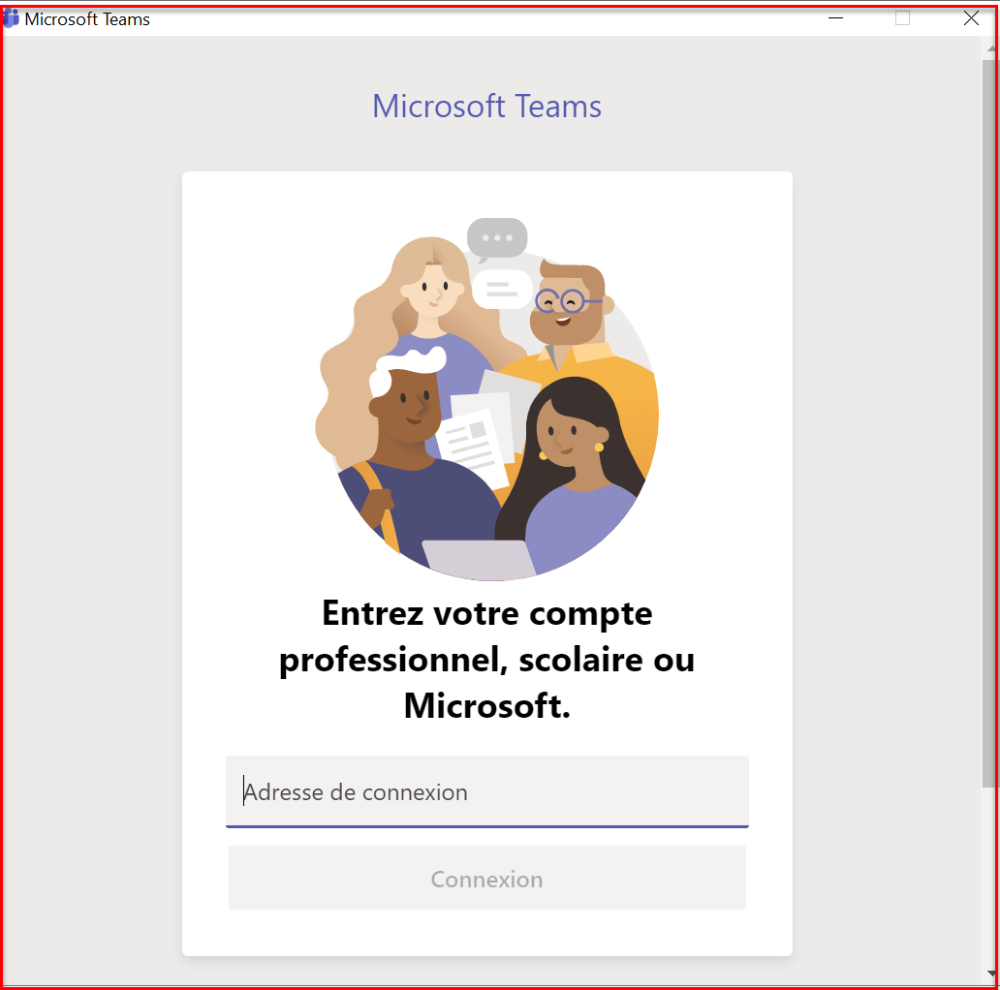 Microsoft Teams
Microsoft Teams
Entrez votre compte
professionnel, scolaire ou
Microsoft.
Adresse de connexion
Connexion